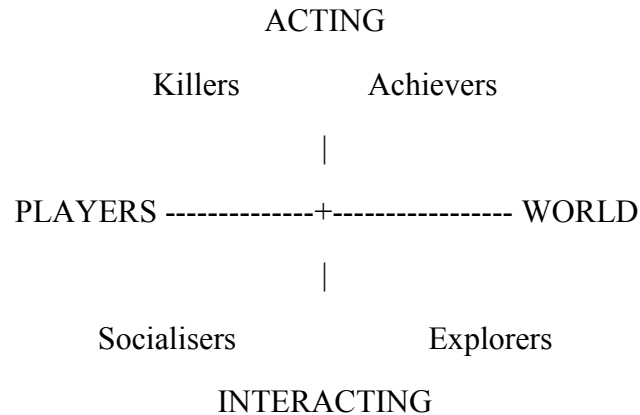 ACTING
Killers Achievers
|
PLAYERS --------------+----------------- WORLD
|
Socialisers Explorers
INTERACTING